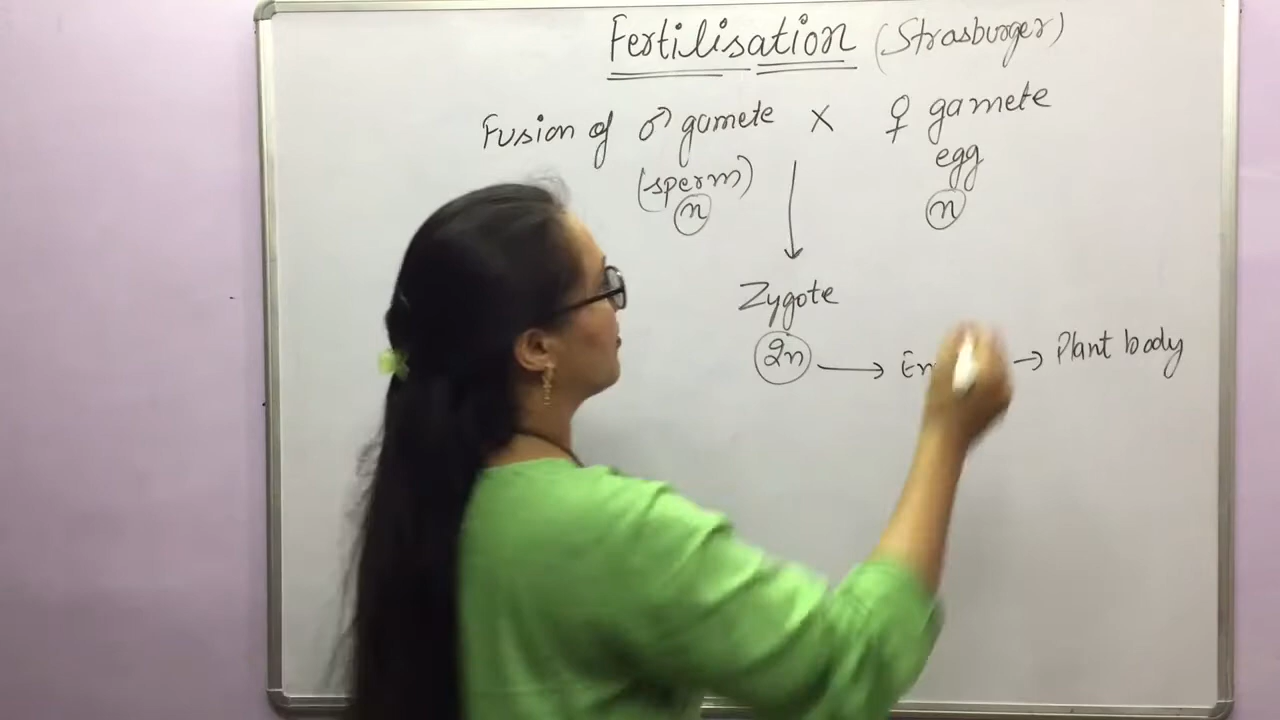 Fertilisation (Strasburger)
Fusion of ♂ gamete X ♀ gamete
(sperm) egg
n n
Zygote
2n → → Plant body